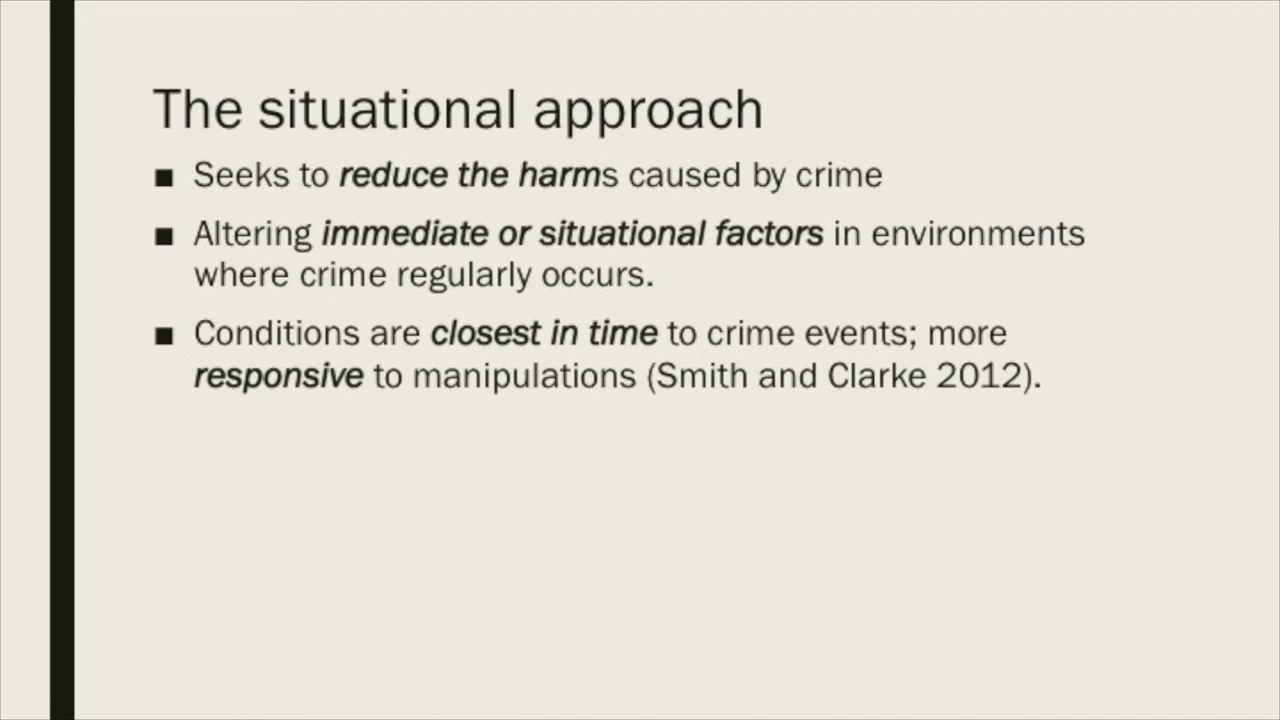 The situational approach
■ Seeks to reduce the harms caused by crime
■ Altering immediate or situational factors in environments
where crime regularly occurs.
■ Conditions are closest in time to crime events; more
responsive to manipulations (Smith and Clarke 2012).